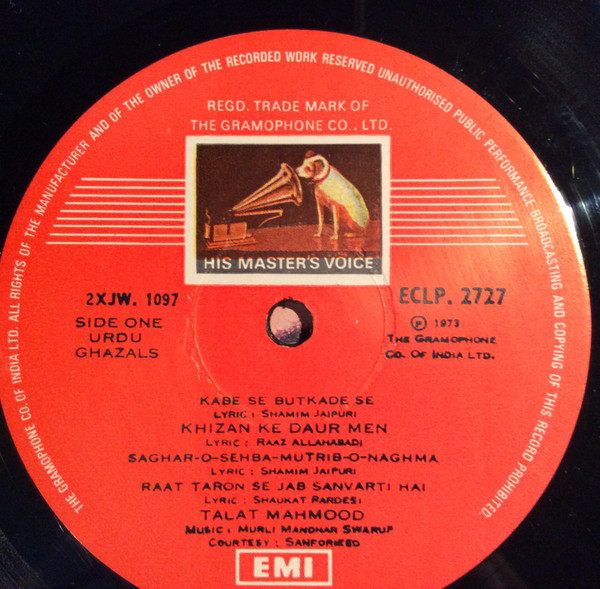 THE GRAMOPHONE CO. OF INDIA LTD. ALL RIGHTS OF THE MANUFACTURER AND OF THE OWNER OF THE RECORDED WORK RESERVED UNAUTHORISED PUBLIC PERFORMANCE BROADCASTING AND COPYING OF THIS RECORD PROHIBITED.
REGD. TRADE MARK OF
THE GRAMOPHONE CO., LTD.
HIS MASTER'S VOICE
2XJW. 1097
SIDE ONE
URDU
GHAZALS
ECLP. 2727
Ⓟ 1973
THE GRAMOPHONE
CO. OF INDIA LTD.
KABE SE BUTKADE SE
LYRIC : SHAMIM JAIPURI
KHIZAN KE DAUR MEN
LYRIC : RAAZ ALLAHABADI
SAGHAR-O-SEHBA-MUTRIB-O-NAGHMA
LYRIC : SHAMIM JAIPURI
RAAT TARON SE JAB SANVARTI HAI
LYRIC : SHAUKAT PARDESI
TALAT MAHMOOD
MUSIC : MURLI MANOHAR SWARUP
COURTESY : SANFORIZED
EMI